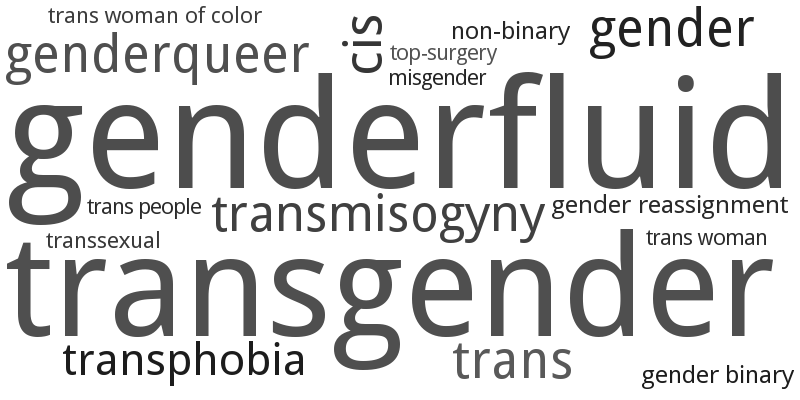 trans woman of color
non-binary
gender
genderqueer
cis
top-surgery
misgender
genderfluid
trans people
transmisogyny
gender reassignment
transsexual
trans woman
transgender
transphobia
trans
gender binary